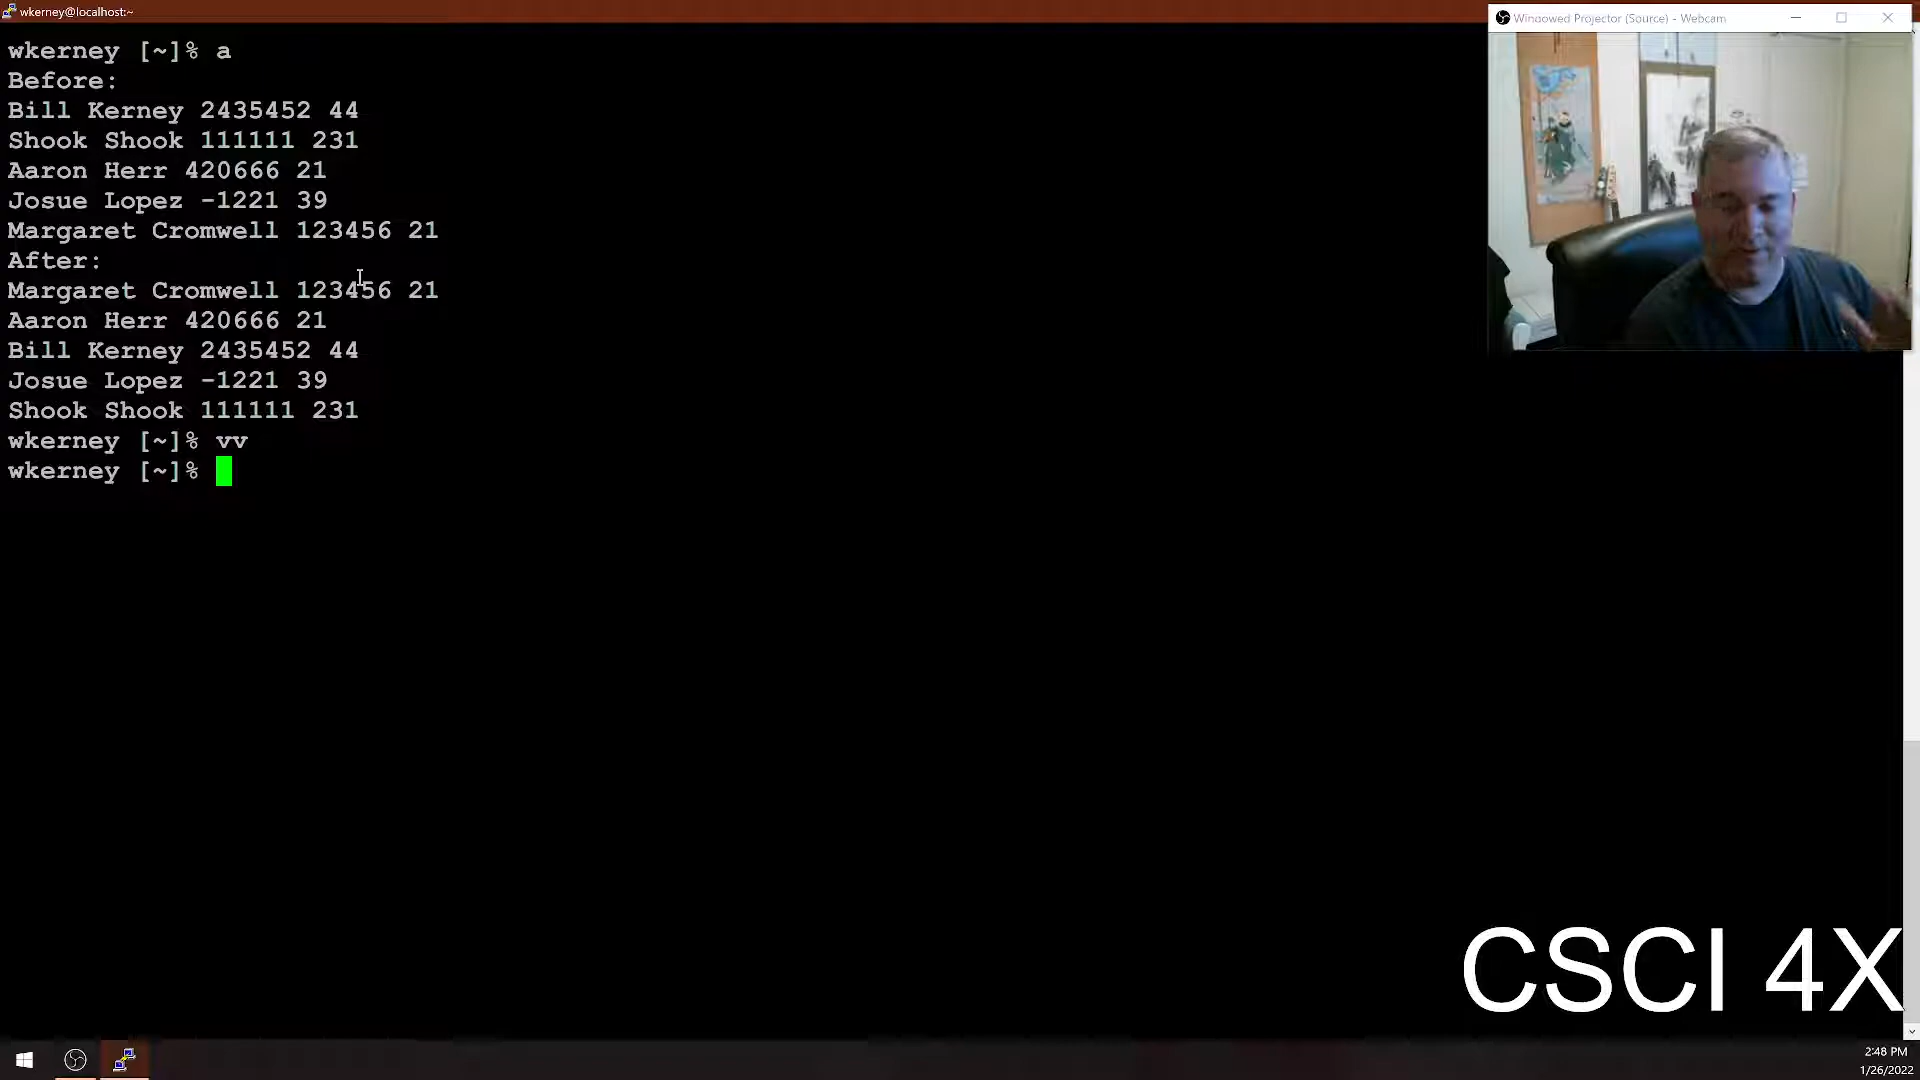 wkerney@localhost:~
Windowed Projector (Source) - Webcam
wkerney [~]% a
Before:
Bill Kerney 2435452 44
Shook Shook 111111 231
Aaron Herr 420666 21
Josue Lopez -1221 39
Margaret Cromwell 123456 21
After:
Margaret Cromwell 123456 21
Aaron Herr 420666 21
Bill Kerney 2435452 44
Josue Lopez -1221 39
Shook Shook 111111 231
wkerney [~]% vv
wkerney [~]%
CSCI 4X
2:48 PM
1/26/2022